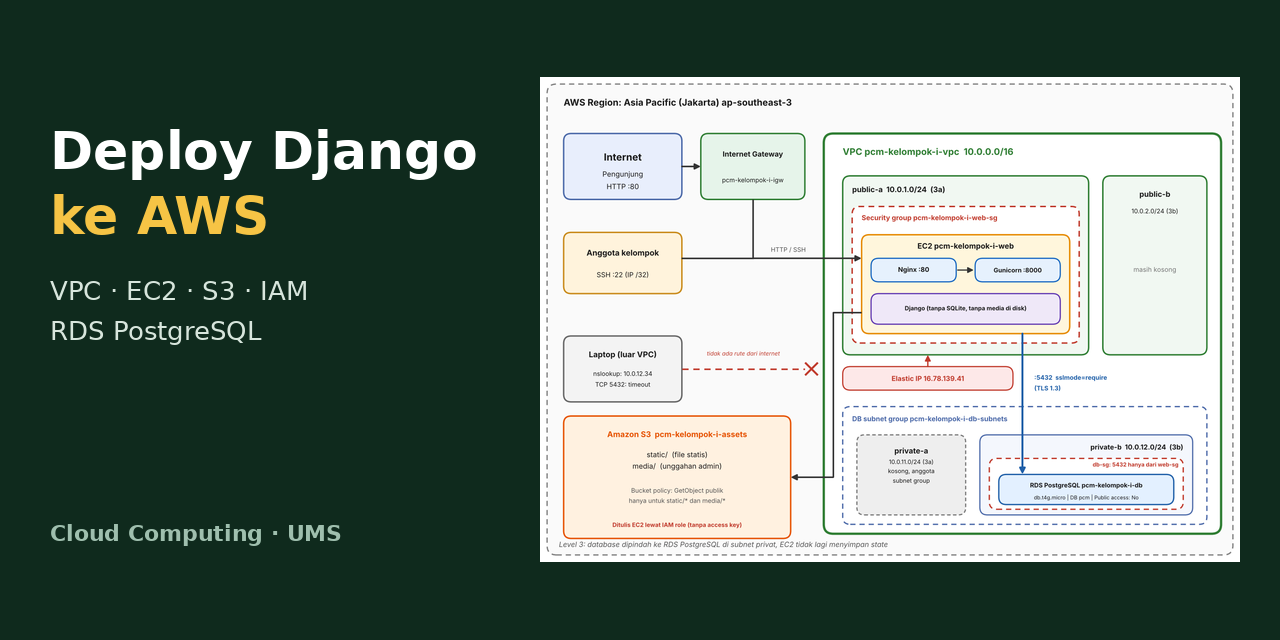 Deploy Django
ke AWS
VPC · EC2 · S3 · IAM
RDS PostgreSQL
Cloud Computing · UMS
AWS Region: Asia Pacific (Jakarta) ap-southeast-3
Internet
Pengunjung
HTTP :80
Internet Gateway
pcm-kelompok-i-igw
Anggota kelompok
SSH :22 (IP /32)
HTTP / SSH
Laptop (luar VPC)
nslookup: 10.0.12.34
TCP 5432: timeout
tidak ada rute dari internet
Amazon S3 pcm-kelompok-i-assets
static/ (file statis)
media/ (unggahan admin)
Bucket policy: GetObject publik
hanya untuk static/* dan media/*
Ditulis EC2 lewat IAM role (tanpa access key)
VPC pcm-kelompok-i-vpc 10.0.0.0/16
public-a 10.0.1.0/24 (3a)
Security group pcm-kelompok-i-web-sg
EC2 pcm-kelompok-i-web
Nginx :80
Gunicorn :8000
Django (tanpa SQLite, tanpa media di disk)
public-b
10.0.2.0/24 (3b)
masih kosong
Elastic IP 16.78.139.41
:5432 sslmode=require
(TLS 1.3)
DB subnet group pcm-kelompok-i-db-subnets
private-a
10.0.11.0/24 (3a)
kosong, anggota
subnet group
private-b 10.0.12.0/24 (3b)
db-sg: 5432 hanya dari web-sg
RDS PostgreSQL pcm-kelompok-i-db
db.t4g.micro | DB pcm | Public access: No
Level 3: database dipindah ke RDS PostgreSQL di subnet privat, EC2 tidak lagi menyimpan state